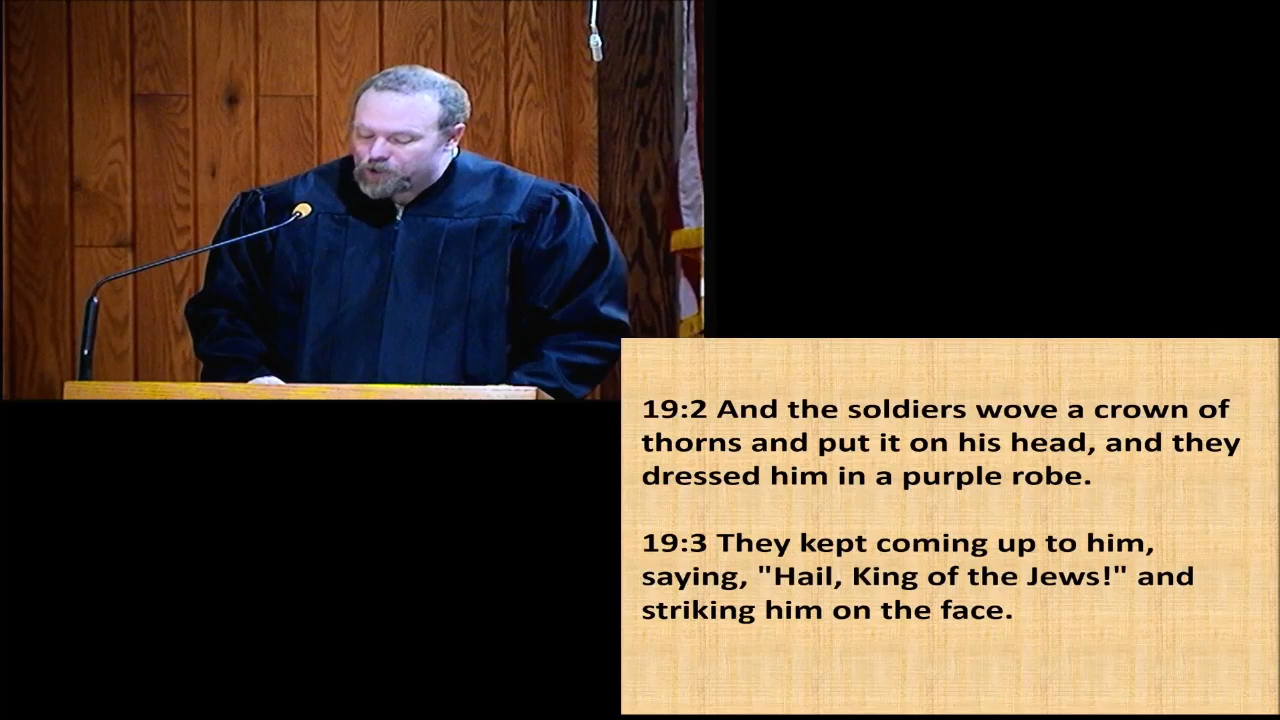 19:2 And the soldiers wove a crown of
thorns and put it on his head, and they
dressed him in a purple robe.
19:3 They kept coming up to him,
saying, "Hail, King of the Jews!" and
striking him on the face.